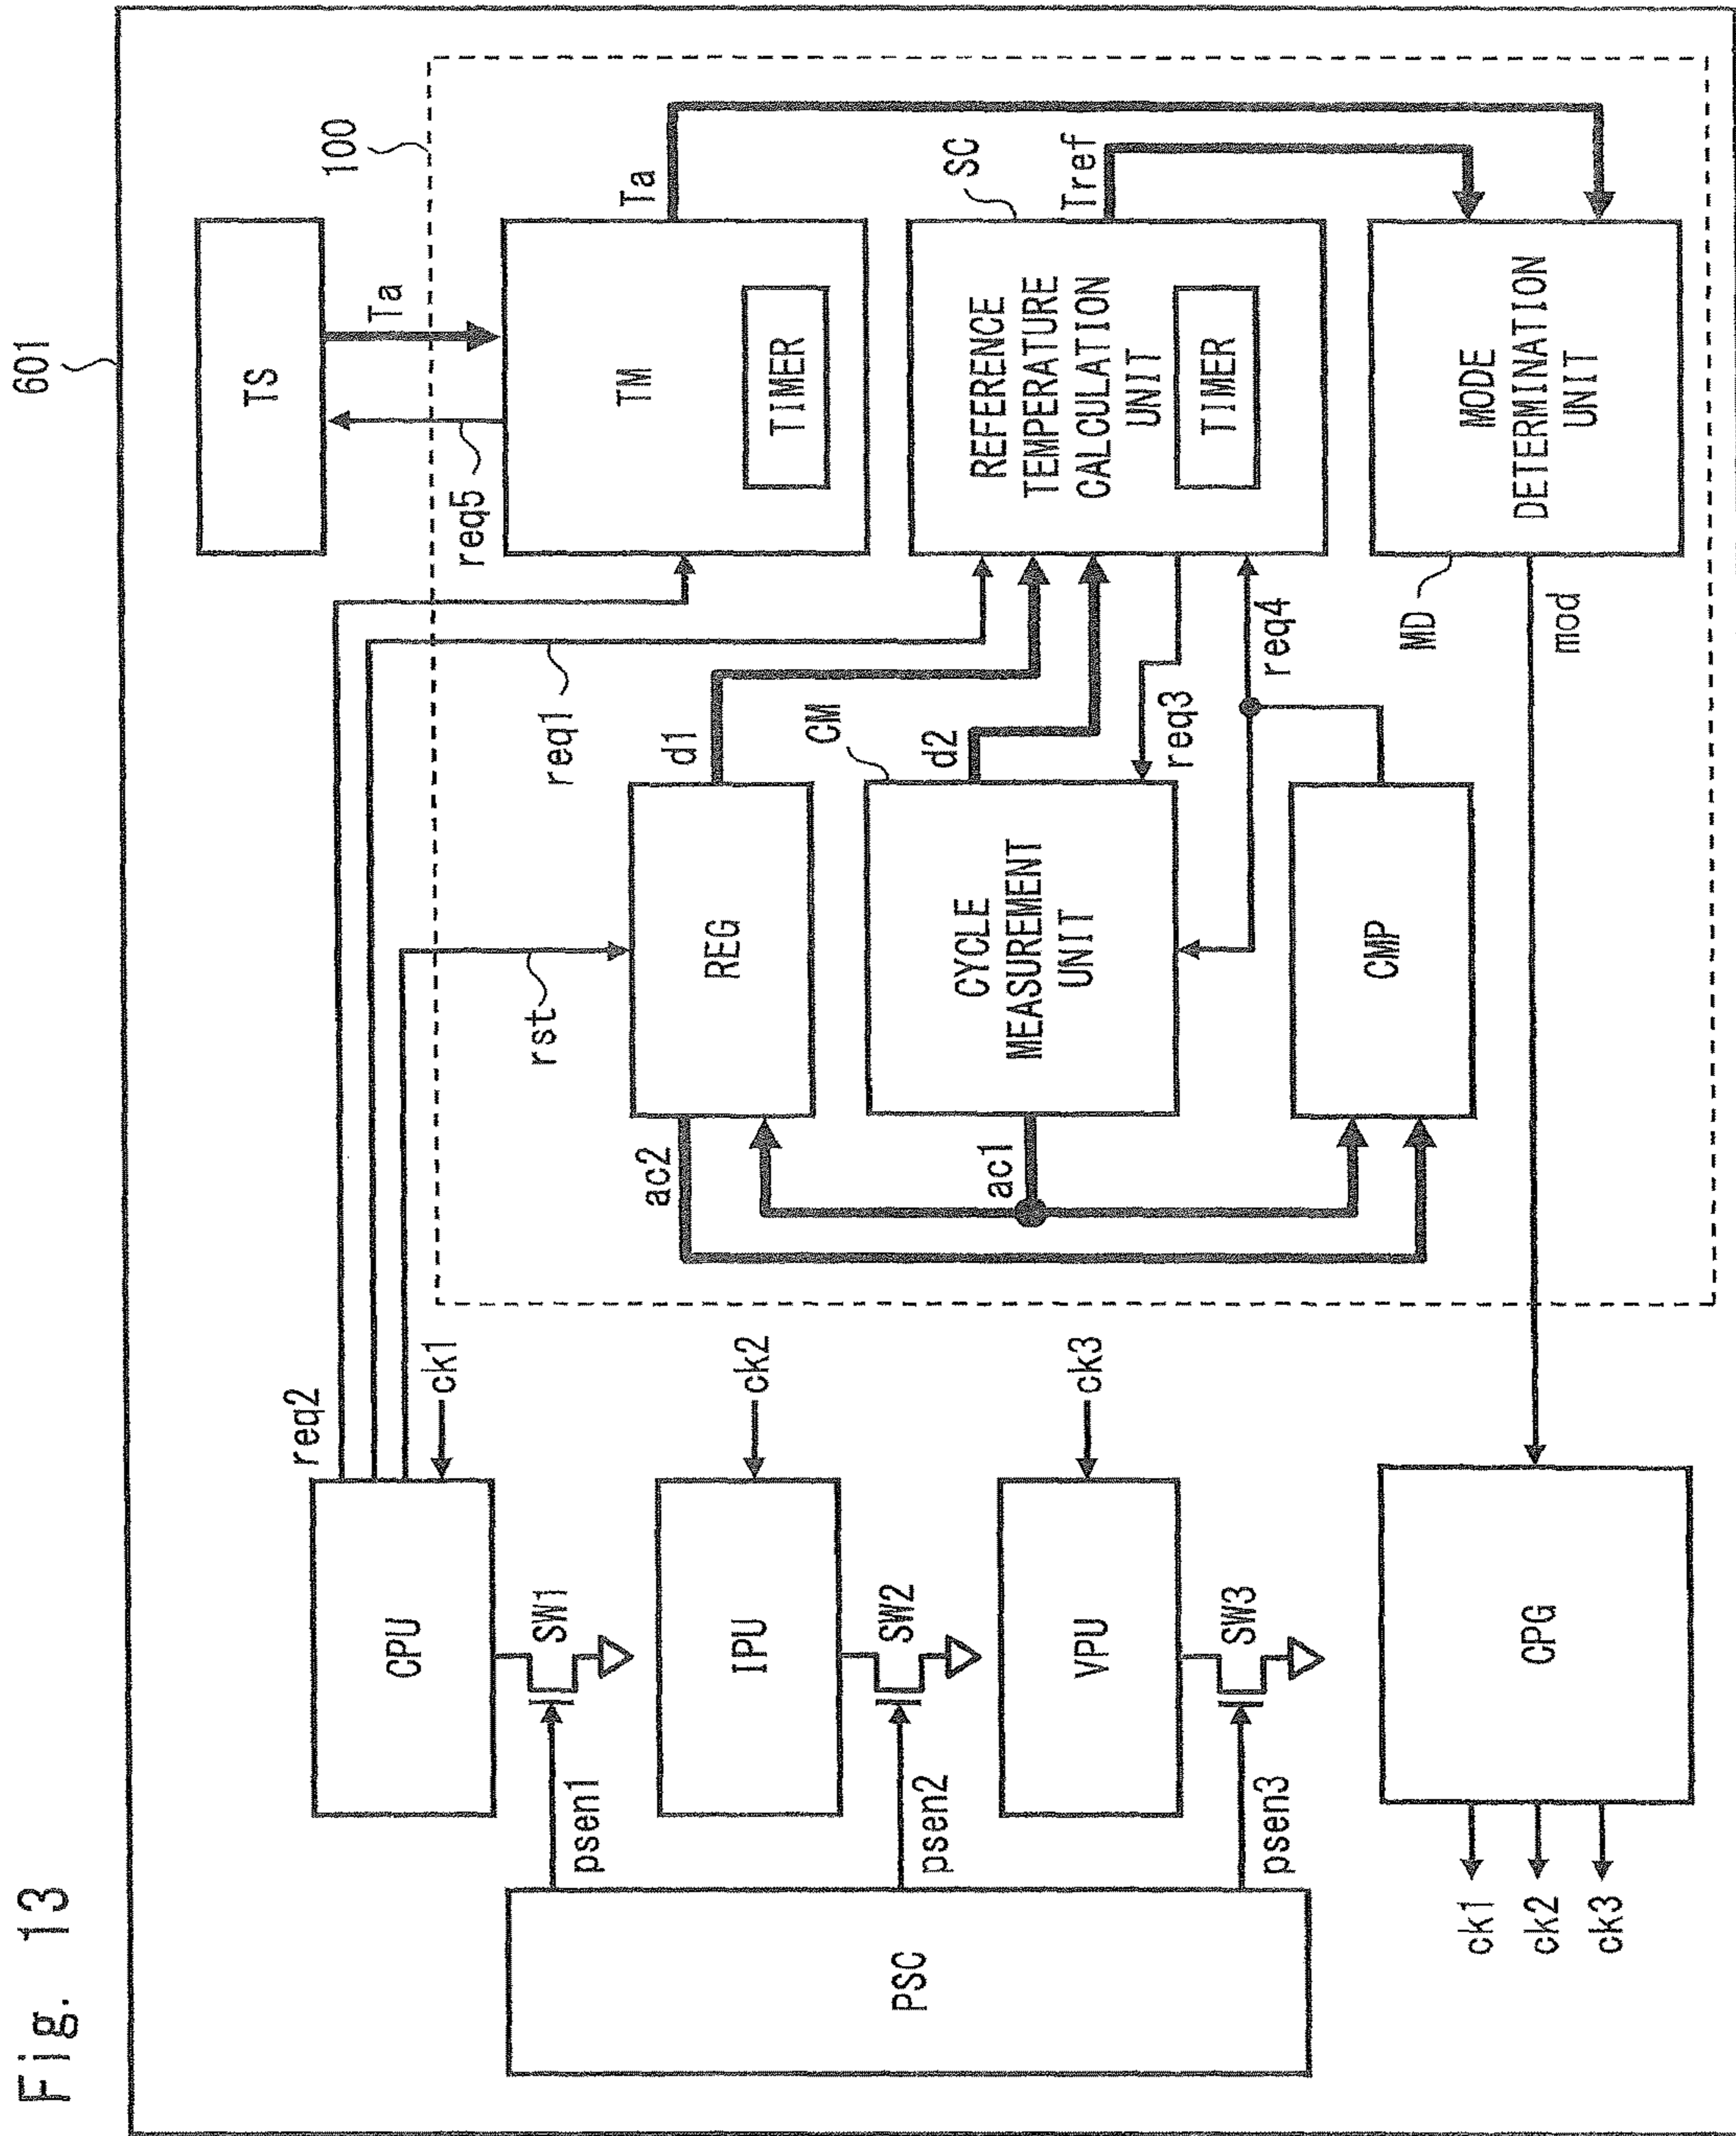 Fig. 13
601
100
TS
Ta
req5
TM
TIMER
Ta
req2
req1
rst
CPU
ck1
SW1
psen1
IPU
ck2
SW2
psen2
VPU
ck3
SW3
psen3
PSC
CPG
ck1
ck2
ck3
REG
d1
ac2
CM
CYCLE
MEASUREMENT
UNIT
d2
ac1
req3
req4
CMP
SC
REFERENCE
TEMPERATURE
CALCULATION
UNIT
TIMER
Tref
MODE
DETERMINATION
UNIT
MD
mod